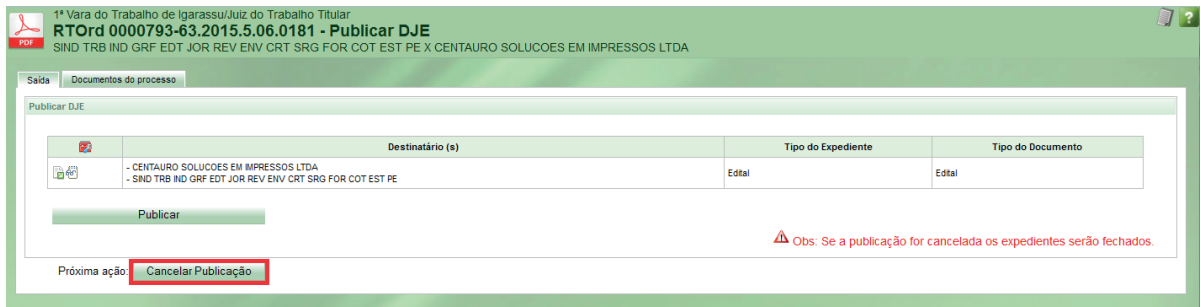 1ª Vara do Trabalho de Igarassu/Juiz do Trabalho Titular
RTOrd 0000793-63.2015.5.06.0181 - Publicar DJE
SIND TRB IND GRF EDT JOR REV ENV CRT SRG FOR COT EST PE X CENTAURO SOLUCOES EM IMPRESSOS LTDA
PDF
?
Saída Documentos do processo
Publicar DJE
Destinatário (s) Tipo do Expediente Tipo do Documento
- CENTAURO SOLUCOES EM IMPRESSOS LTDA
- SIND TRB IND GRF EDT JOR REV ENV CRT SRG FOR COT EST PE
Edital Edital
Publicar
Obs: Se a publicação for cancelada os expedientes serão fechados.
Próxima ação: Cancelar Publicação